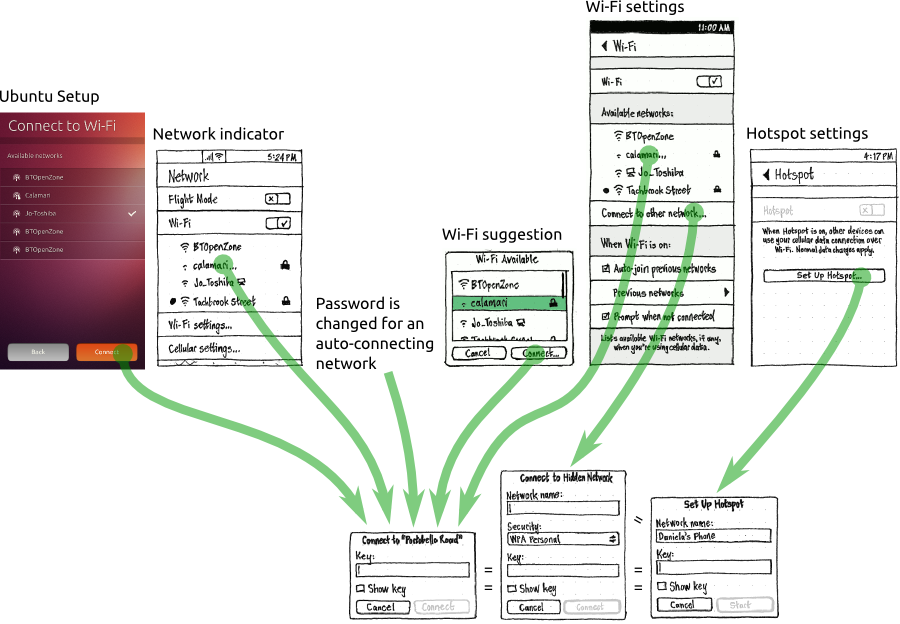 Ubuntu Setup
Connect to Wi-Fi
Available networks
BTOpenZone
Calaman
Jo-Toshiba
BTOpenZone
BTOpenZone
Back
Connect
Network indicator
5:24 PM
Network
Flight Mode
Wi-Fi
BTOpenZone
calamari...
Jo_Toshiba
Tachbrook Street
Wi-Fi settings...
Cellular settings...
Password is
changed for an
auto-connecting
network
Wi-Fi suggestion
Wi-Fi Available
BTOpenZone
calamari
Jo_Toshiba
Tachbrook Street
Cancel
Connect...
Wi-Fi settings
11:00 AM
Wi-Fi
Wi-Fi
Available networks:
BTOpenZone
calamari...
Jo_Toshiba
Tachbrook Street
Connect to other network...
When Wi-Fi is on:
Auto-join previous networks
Previous networks
Prompt when not connected
Lists available Wi-Fi networks, if any,
when you're using cellular data.
Hotspot settings
4:17 PM
Hotspot
Hotspot
When Hotspot is on, other devices can
use your cellular data connection over
Wi-Fi. Normal data charges apply.
Set Up Hotspot...
Connect to "Portobello Road"
Key:
Show key
Cancel
Connect
=
=
Connect to Hidden Network
Network name:
Security:
WPA Personal
Key:
Show key
Cancel
Connect
=
=
=
Set Up Hotspot
Network name:
Daniela's Phone
Key:
Show key
Cancel
Start